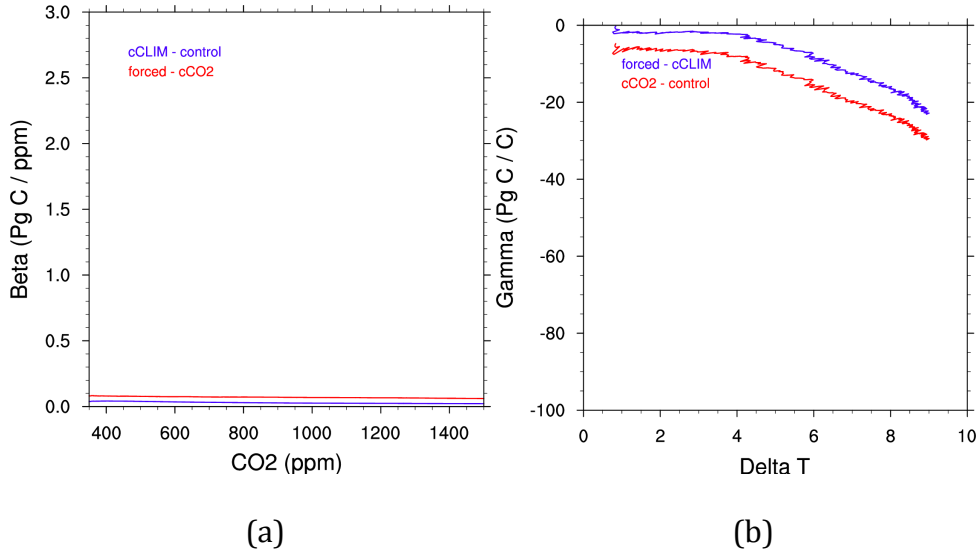 3.0
2.5
2.0
1.5
1.0
0.5
0.0
Beta (Pg C / ppm)
cCLIM - control
forced - cCO2
400 600 800 1000 1200 1400
CO2 (ppm)
(a)
0
-20
-40
-60
-80
-100
Gamma (Pg C / C)
forced - cCLIM
cCO2 - control
0 2 4 6 8 10
Delta T
(b)